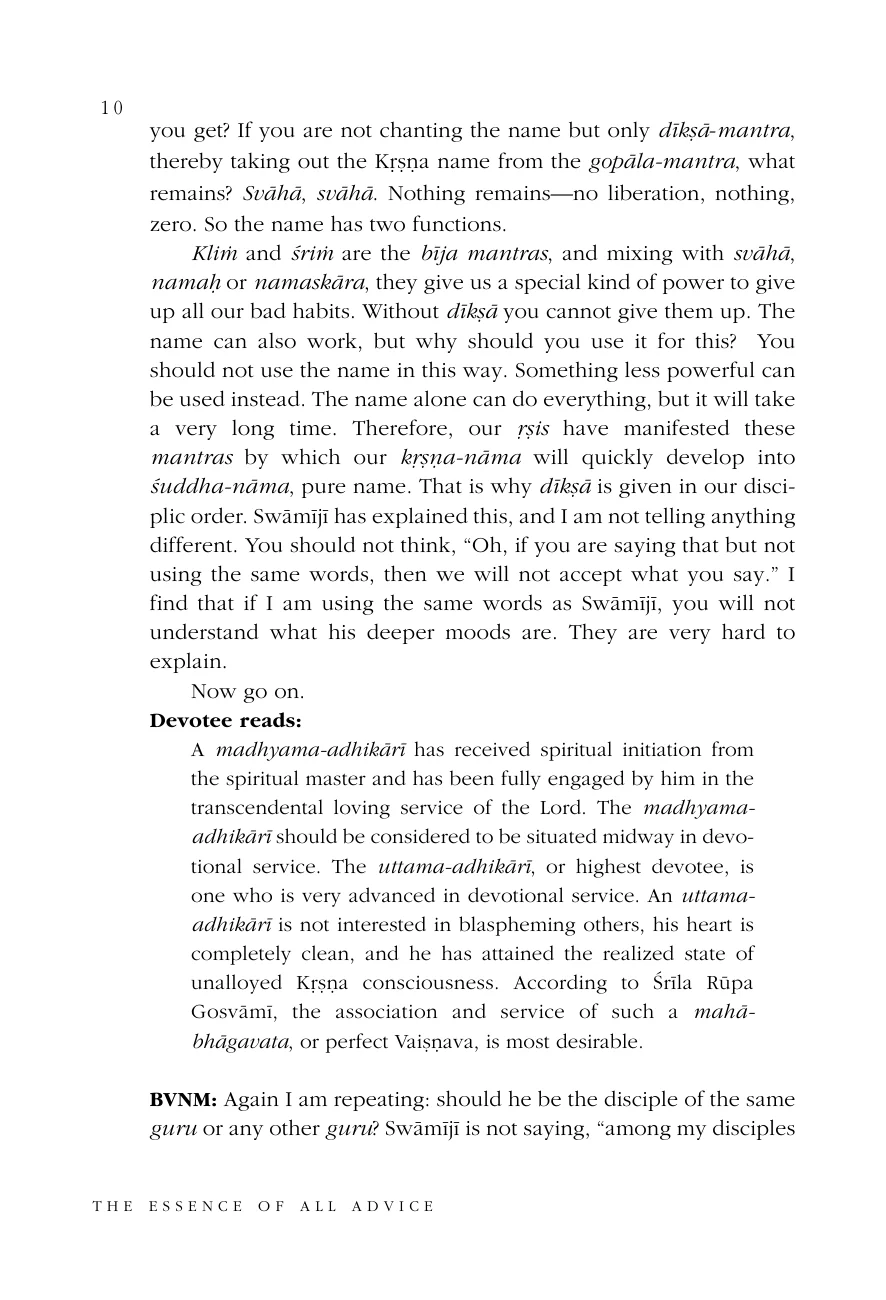 10
you get? If you are not chanting the name but only dīkṣā-mantra,
thereby taking out the Kṛṣṇa name from the gopāla-mantra, what
remains? Svāhā, svāhā. Nothing remains—no liberation, nothing,
zero. So the name has two functions.
Kliṁ and śriṁ are the bīja mantras, and mixing with svāhā,
namaḥ or namaskāra, they give us a special kind of power to give
up all our bad habits. Without dīkṣā you cannot give them up. The
name can also work, but why should you use it for this? You
should not use the name in this way. Something less powerful can
be used instead. The name alone can do everything, but it will take
a very long time. Therefore, our ṛṣis have manifested these
mantras by which our kṛṣṇa-nāma will quickly develop into
śuddha-nāma, pure name. That is why dīkṣā is given in our disci-
plic order. Swāmījī has explained this, and I am not telling anything
different. You should not think, “Oh, if you are saying that but not
using the same words, then we will not accept what you say.” I
find that if I am using the same words as Swāmījī, you will not
understand what his deeper moods are. They are very hard to
explain.
Now go on.
Devotee reads:
A madhyama-adhikārī has received spiritual initiation from
the spiritual master and has been fully engaged by him in the
transcendental loving service of the Lord. The madhyama-
adhikārī should be considered to be situated midway in devo-
tional service. The uttama-adhikārī, or highest devotee, is
one who is very advanced in devotional service. An uttama-
adhikārī is not interested in blaspheming others, his heart is
completely clean, and he has attained the realized state of
unalloyed Kṛṣṇa consciousness. According to Śrīla Rūpa
Gosvāmī, the association and service of such a mahā-
bhāgavata, or perfect Vaiṣṇava, is most desirable.
BVNM: Again I am repeating: should he be the disciple of the same
guru or any other guru? Swāmījī is not saying, “among my disciples
THE ESSENCE OF ALL ADVICE